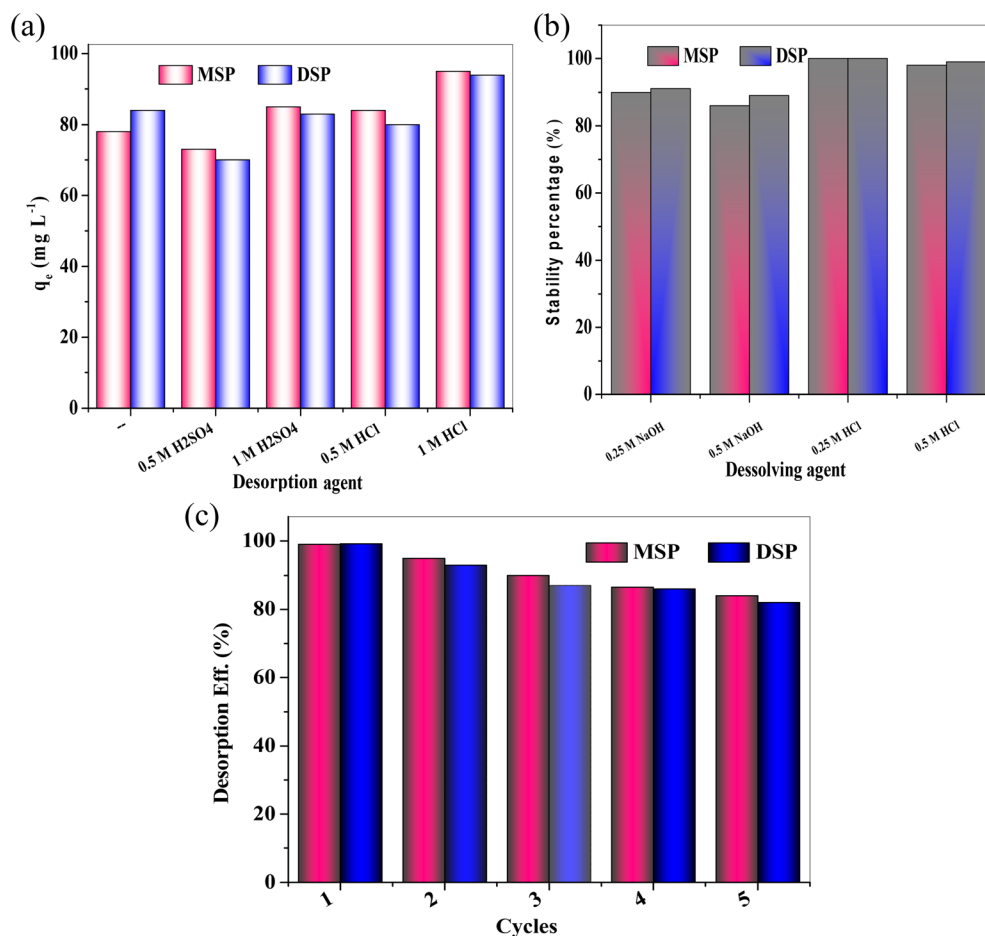 (a)
100
80
60
40
20
0
qe (mg L-1)
MSP DSP
--
0.5 M H2SO4
1 M H2SO4
0.5 M HCl
1 M HCl
Desorption agent
(b)
100
80
60
40
20
0
Stability percentage (%)
MSP DSP
0.25 M NaOH
0.5 M NaOH
0.25 M HCl
0.5 M HCl
Dessolving agent
(c)
100
80
60
40
20
0
Desorption Eff. (%)
MSP DSP
1 2 3 4 5
Cycles